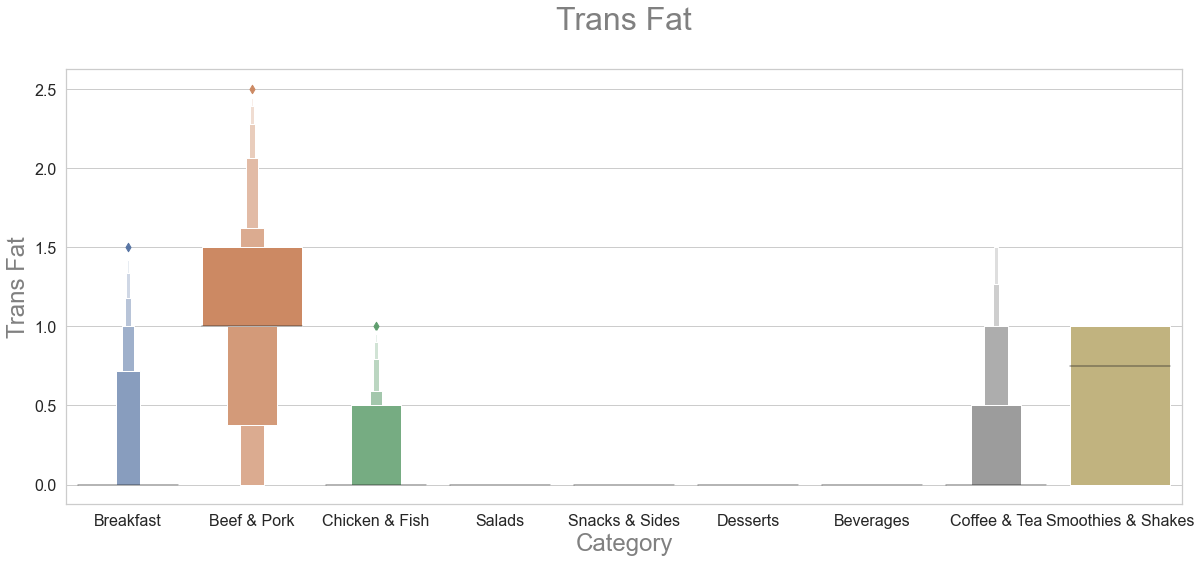 Trans Fat
Trans Fat
2.5
2.0
1.5
1.0
0.5
0.0
Breakfast Beef & Pork Chicken & Fish Salads Snacks & Sides Desserts Beverages Coffee & Tea Smoothies & Shakes
Category